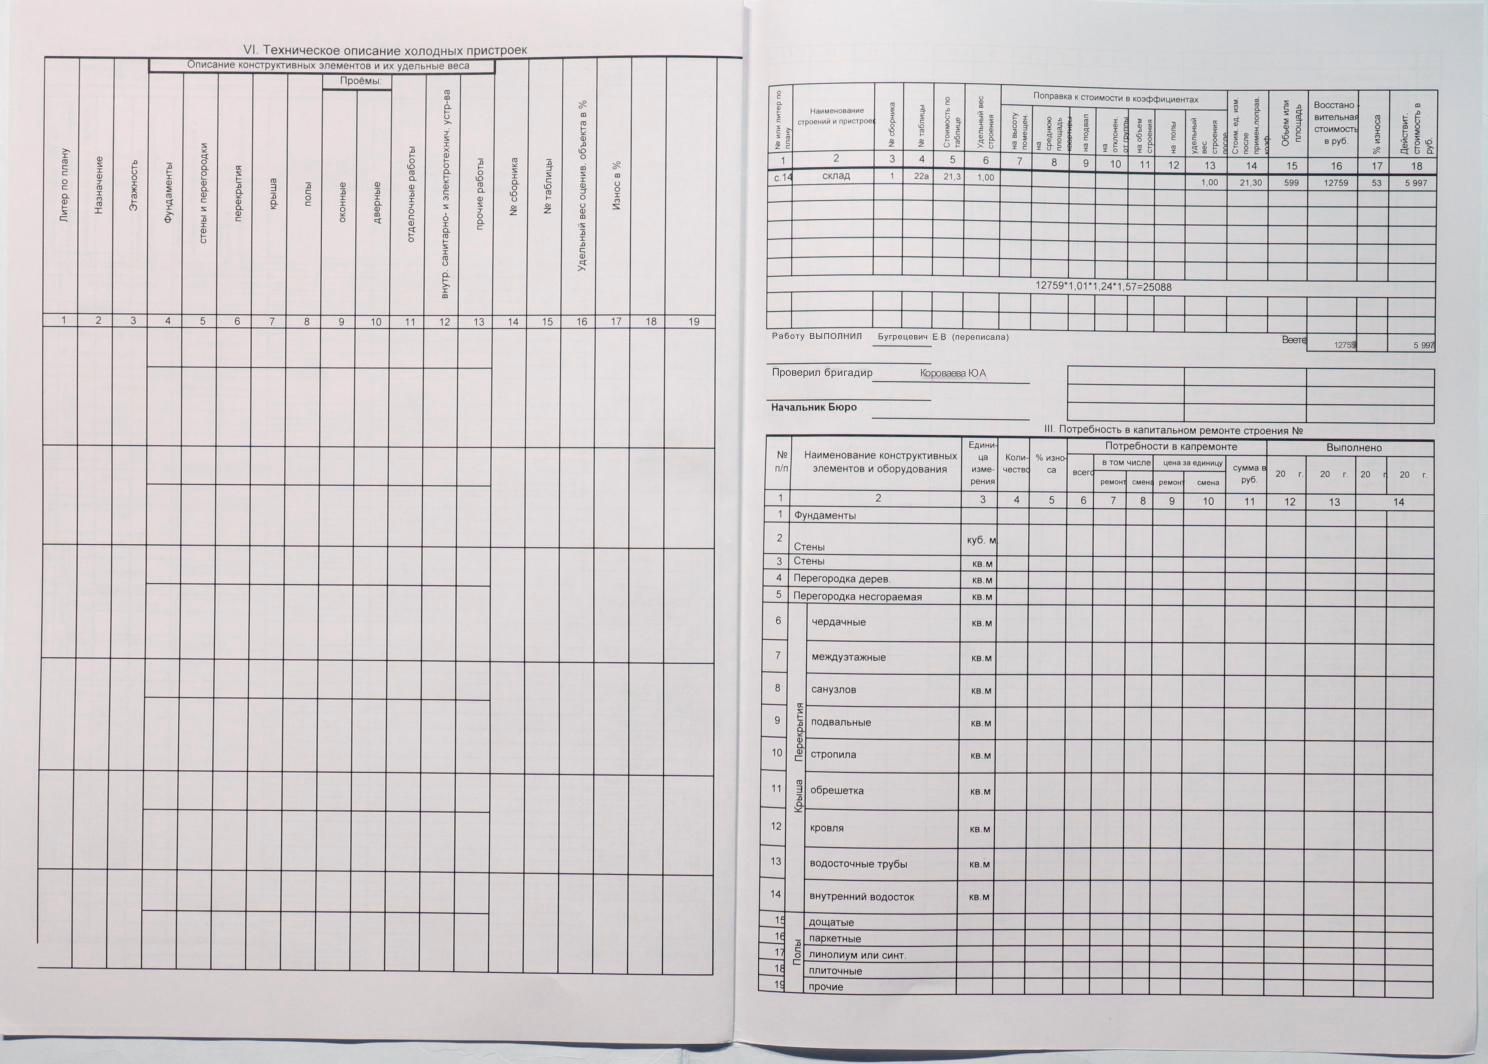 VI. Техническое описание холодных пристроек
Литер по плану
Назначение
Этажность
Описание конструктивных элементов и их удельные веса
Фундаменты
стены и перегородки
перекрытия
крыша
полы
Проёмы:
оконные
дверные
отделочные работы
внутр. санитарно- и электротехнич. устр-ва
прочие работы
№ сборника
№ таблицы
Удельный вес оценив. объекта в %
Износ в %
1 2 3 4 5 6 7 8 9 10 11 12 13 14 15 16 17 18 19
№ или литер по плану
Наименование строений и пристроек
№ сборника
№ таблицы
Стоимость по таблице
Удельный вес строения
Поправка к стоимости в коэффициентах
на высоту помещен.
на среднюю площадь квартиры
на подвал
на отклонен. от группы
на объем строения
на полы
удельный вес строения после
Стоим. ед. изм. после примен.поправ. коэф.
Объём или площадь
Восстано вительная стоимость в руб.
% износа
Действит. стоимость в руб.
1 2 3 4 5 6 7 8 9 10 11 12 13 14 15 16 17 18
с.14 склад 1 22а 21,3 1,00 1,00 21,30 599 12759 53 5 997
12759*1,01*1,24*1,57=25088
Работу ВЫПОЛНИЛ Бугрецевич Е В (переписала)
12759 5 997
Проверил бригадир Короваева Ю А
Начальник Бюро
III. Потребность в капитальном ремонте строения №
№ п/п
Наименование конструктивных элементов и оборудования
Едини-ца изме-рения
Коли-чество
% изно-са
Потребности в капремонте
всего
в том числе
ремонт смена
цена за единицу
ремонт смена
сумма в руб.
Выполнено
20 г. 20 г. 20 г. 20 г.
1 2 3 4 5 6 7 8 9 10 11 12 13 14
1 Фундаменты
2 Стены куб. м
3 Стены кв.м
4 Перегородка дерев. кв.м
5 Перегородка несгораемая кв.м
Перекрытия
6 чердачные кв.м
7 междуэтажные кв.м
8 санузлов кв.м
9 подвальные кв.м
Крыша
10 стропила кв.м
11 обрешетка кв.м
12 кровля кв.м
13 водосточные трубы кв.м
14 внутренний водосток кв.м
Полы
15 дощатые
16 паркетные
17 линолиум или синт.
18 плиточные
19 прочие